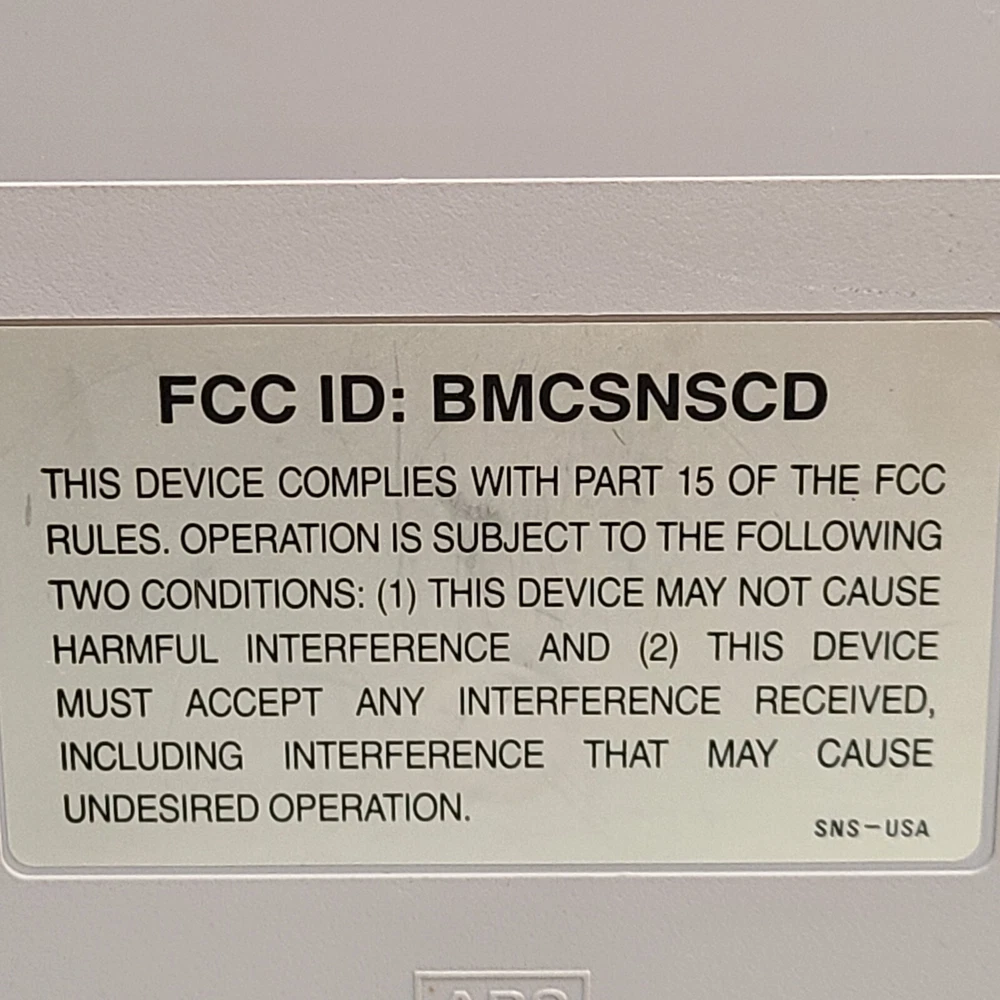 FCC ID: BMCSNSCD
THIS DEVICE COMPLIES WITH PART 15 OF THE FCC
RULES. OPERATION IS SUBJECT TO THE FOLLOWING
TWO CONDITIONS: (1) THIS DEVICE MAY NOT CAUSE
HARMFUL INTERFERENCE AND (2) THIS DEVICE
MUST ACCEPT ANY INTERFERENCE RECEIVED,
INCLUDING INTERFERENCE THAT MAY CAUSE
UNDESIRED OPERATION.
SNS-USA